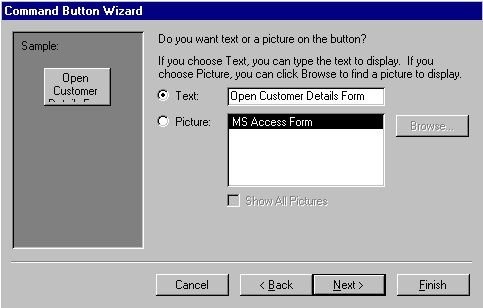 Command Button Wizard
Sample:
Open
Customer
Do you want text or a picture on the button?
If you choose Text, you can type the text to display. If you
choose Picture, you can click Browse to find a picture to display.
Text:
Open Customer Details Form
Picture:
MS Access Form
Browse...
Show All Pictures
Cancel
< Back
Next >
Finish